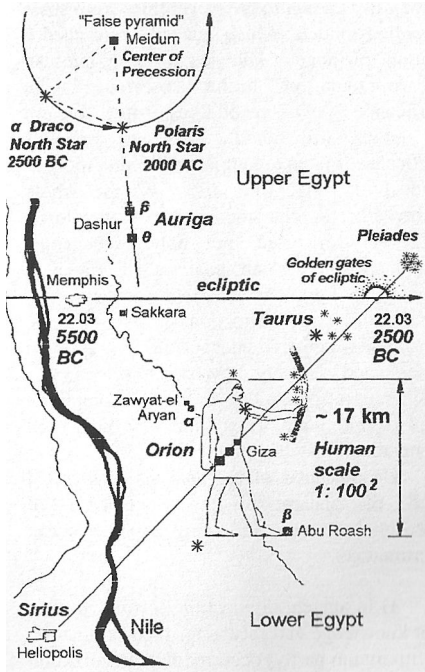 "False pyramid"
Meidum
Center of
Precession
α Draco
North Star
2500 BC
Polaris
North Star
2000 AC
Upper Egypt
β
Auriga
Dashur
θ
Pleiades
Golden gates
of ecliptic
Memphis
ecliptic
22.03
5500
BC
Sakkara
Taurus
22.03
2500
BC
Zawyat-el
Aryan
α
~ 17 km
Orion
Giza
Human
scale
1: 100²
β
Abu Roash
Sirius
Heliopolis
Nile
Lower Egypt